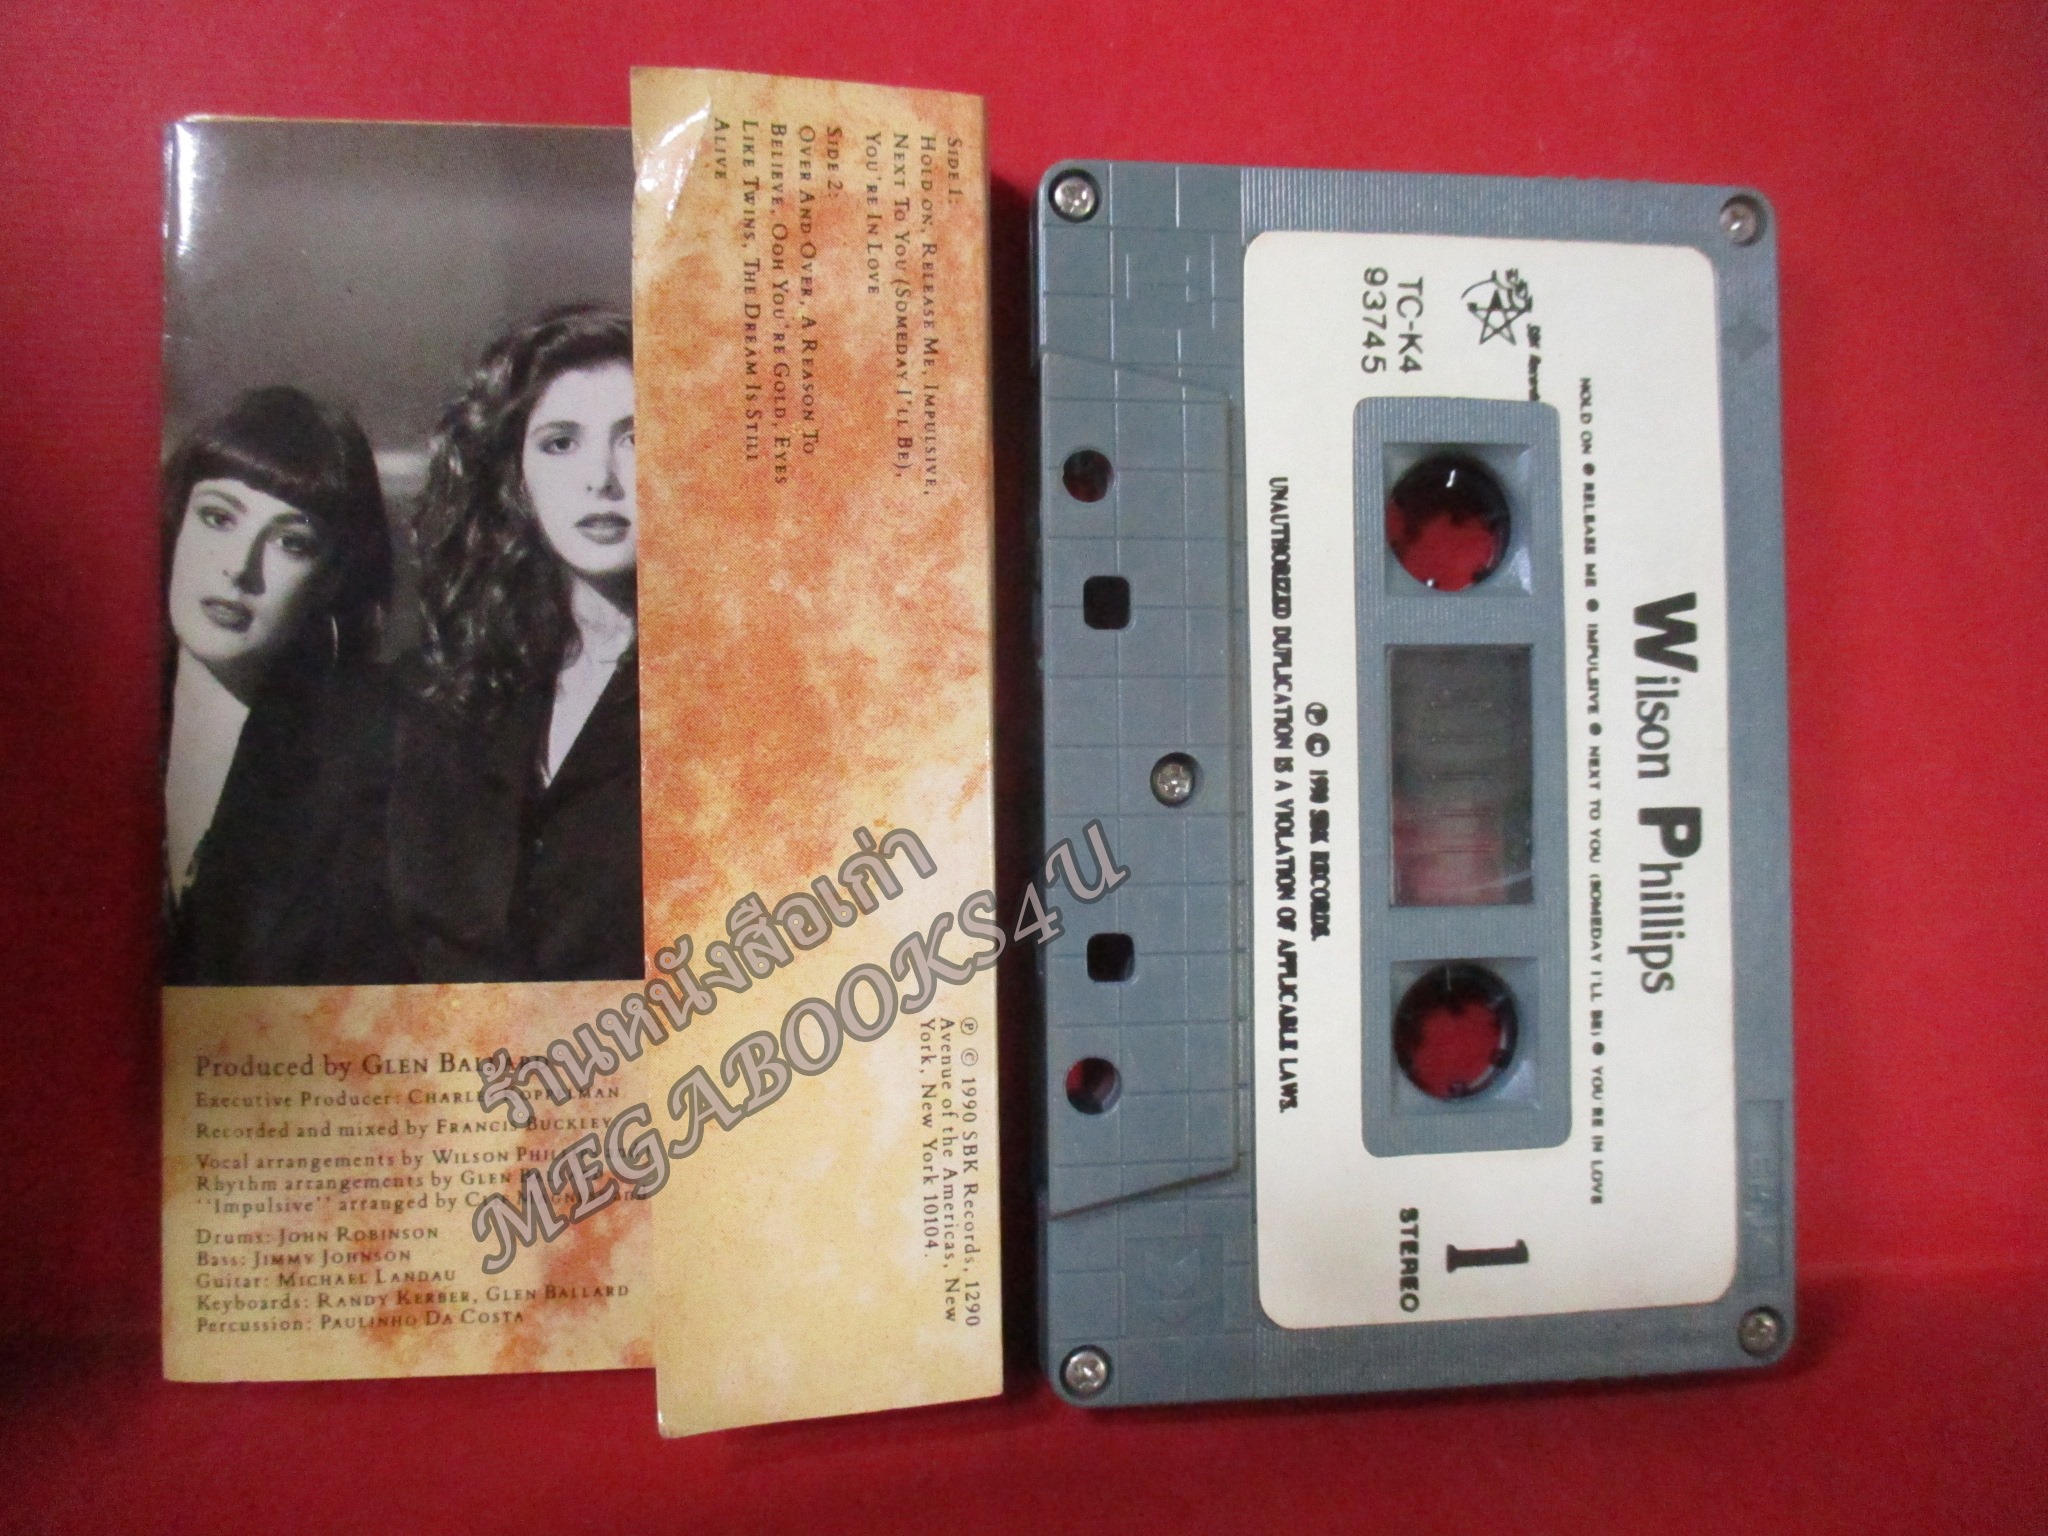 SIDE 1:
HOLD ON, RELEASE ME, IMPULSIVE,
NEXT TO YOU (SOMEDAY I'LL BE),
YOU'RE IN LOVE
SIDE 2:
OVER AND OVER, A REASON TO
BELIEVE, OOH YOU'RE GOLD, EYES
LIKE TWINS, THE DREAM IS STILL
ALIVE
Ⓟ © 1990 SBK Records, 1290
Avenue of the Americas, New
York, New York 10104.
Produced by GLEN BALLARD
Executive Producer: CHARLES KOPPELMAN
Recorded and mixed by FRANCIS BUCKLEY
Vocal arrangements by WILSON
Rhythm arrangements by GLEN
"Impulsive" arranged by and
Drums: JOHN ROBINSON
Bass: JIMMY JOHNSON
Guitar: MICHAEL LANDAU
Keyboards: RANDY KERBER, GLEN BALLARD
Percussion: PAULINHO DA COSTA
ร้านหนังสือเก่า
MEGABOOKS4U
Wilson Phillips
HOLD ON ● RELEASE ME ● IMPULSIVE ● NEXT TO YOU (SOMEDAY I'LL BE) ● YOU'RE IN LOVE
SBK Records
TC-K4
93745
1
STEREO
Ⓟ © 1990 SBK RECORDS.
UNAUTHORIZED DUPLICATION IS A VIOLATION OF APPLICABLE LAWS.